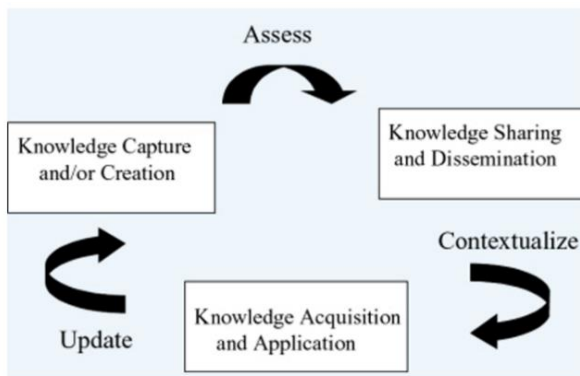 Assess
Knowledge Capture
and/or Creation
Knowledge Sharing
and Dissemination
Contextualize
Knowledge Acquisition
and Application
Update